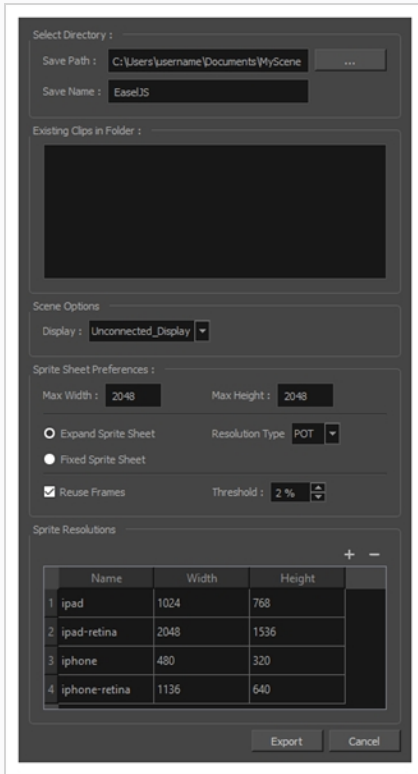 Select Directory :
Save Path : C:\Users\username\Documents\MyScene ...
Save Name : EaselJS
Existing Clips in Folder :
Scene Options
Display : Unconnected_Display
Sprite Sheet Preferences :
Max Width : 2048 Max Height : 2048
Expand Sprite Sheet Resolution Type POT
Fixed Sprite Sheet
Reuse Frames Threshold : 2 %
Sprite Resolutions
+ −
Name Width Height
1 ipad 1024 768
2 ipad-retina 2048 1536
3 iphone 480 320
4 iphone-retina 1136 640
Export Cancel